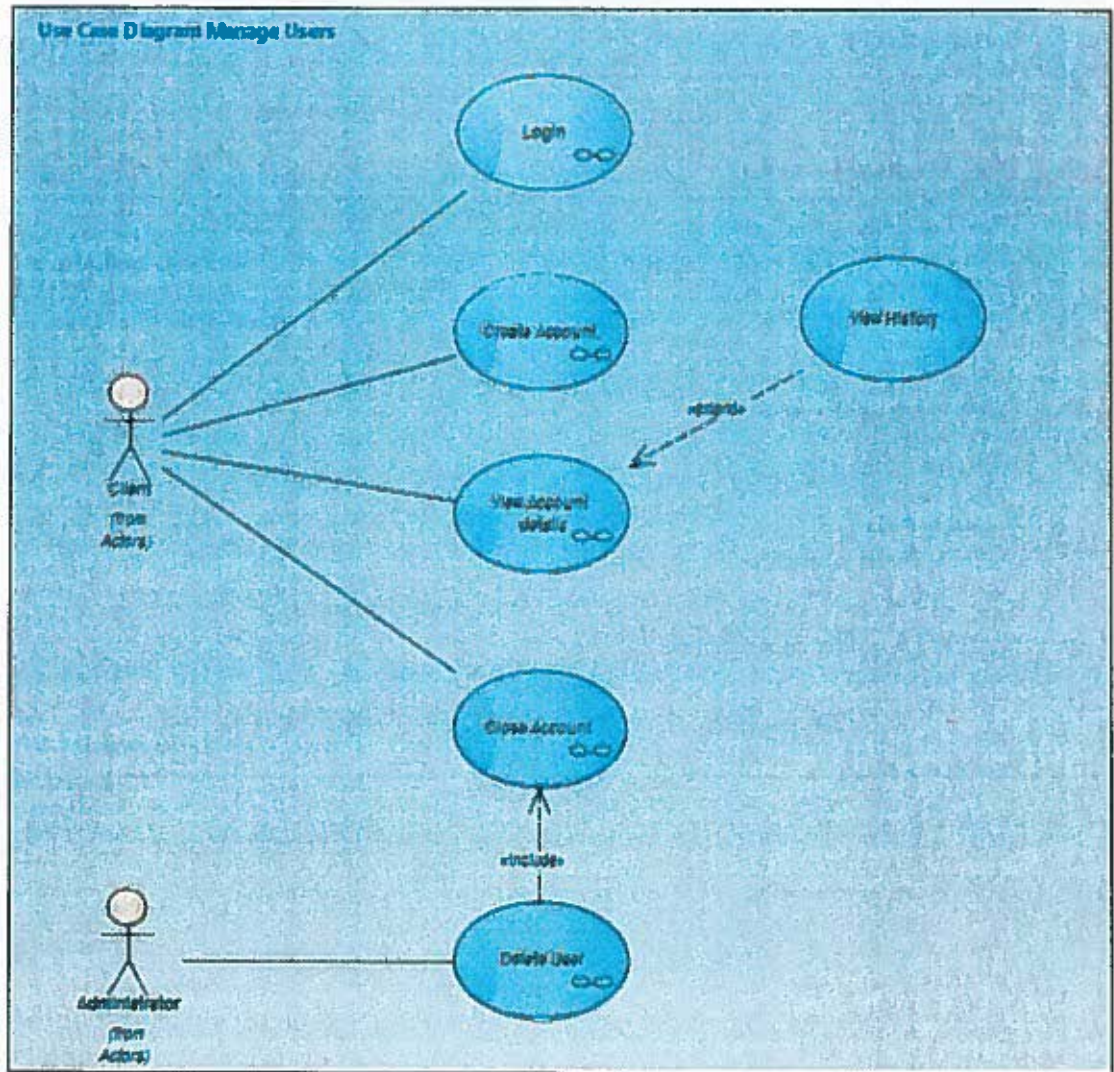 Use Case Diagram Manage Users
Login
Create Account
View History
«extend»
View Account
details
Client
(from
Actors)
Close Account
«include»
Delete User
Administrator
(from
Actors)